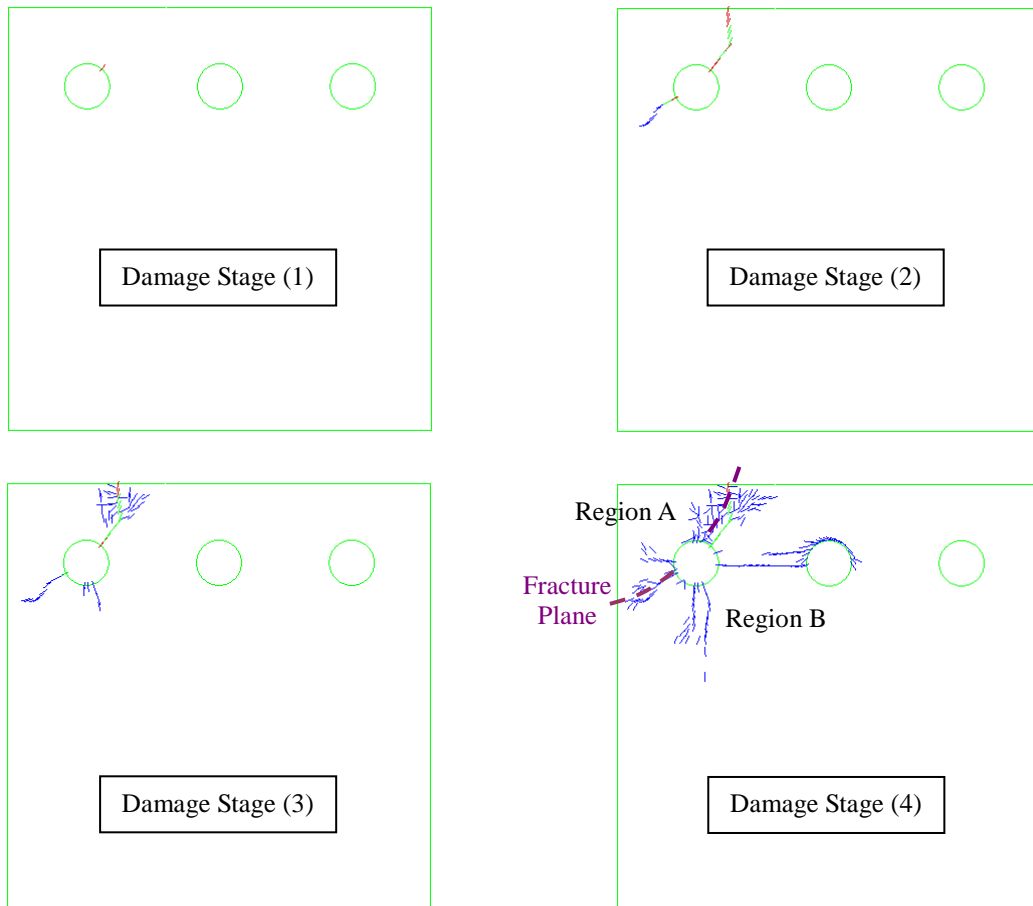 Damage Stage (1)
Damage Stage (2)
Region A
Fracture
Plane
Region B
Damage Stage (3)
Damage Stage (4)